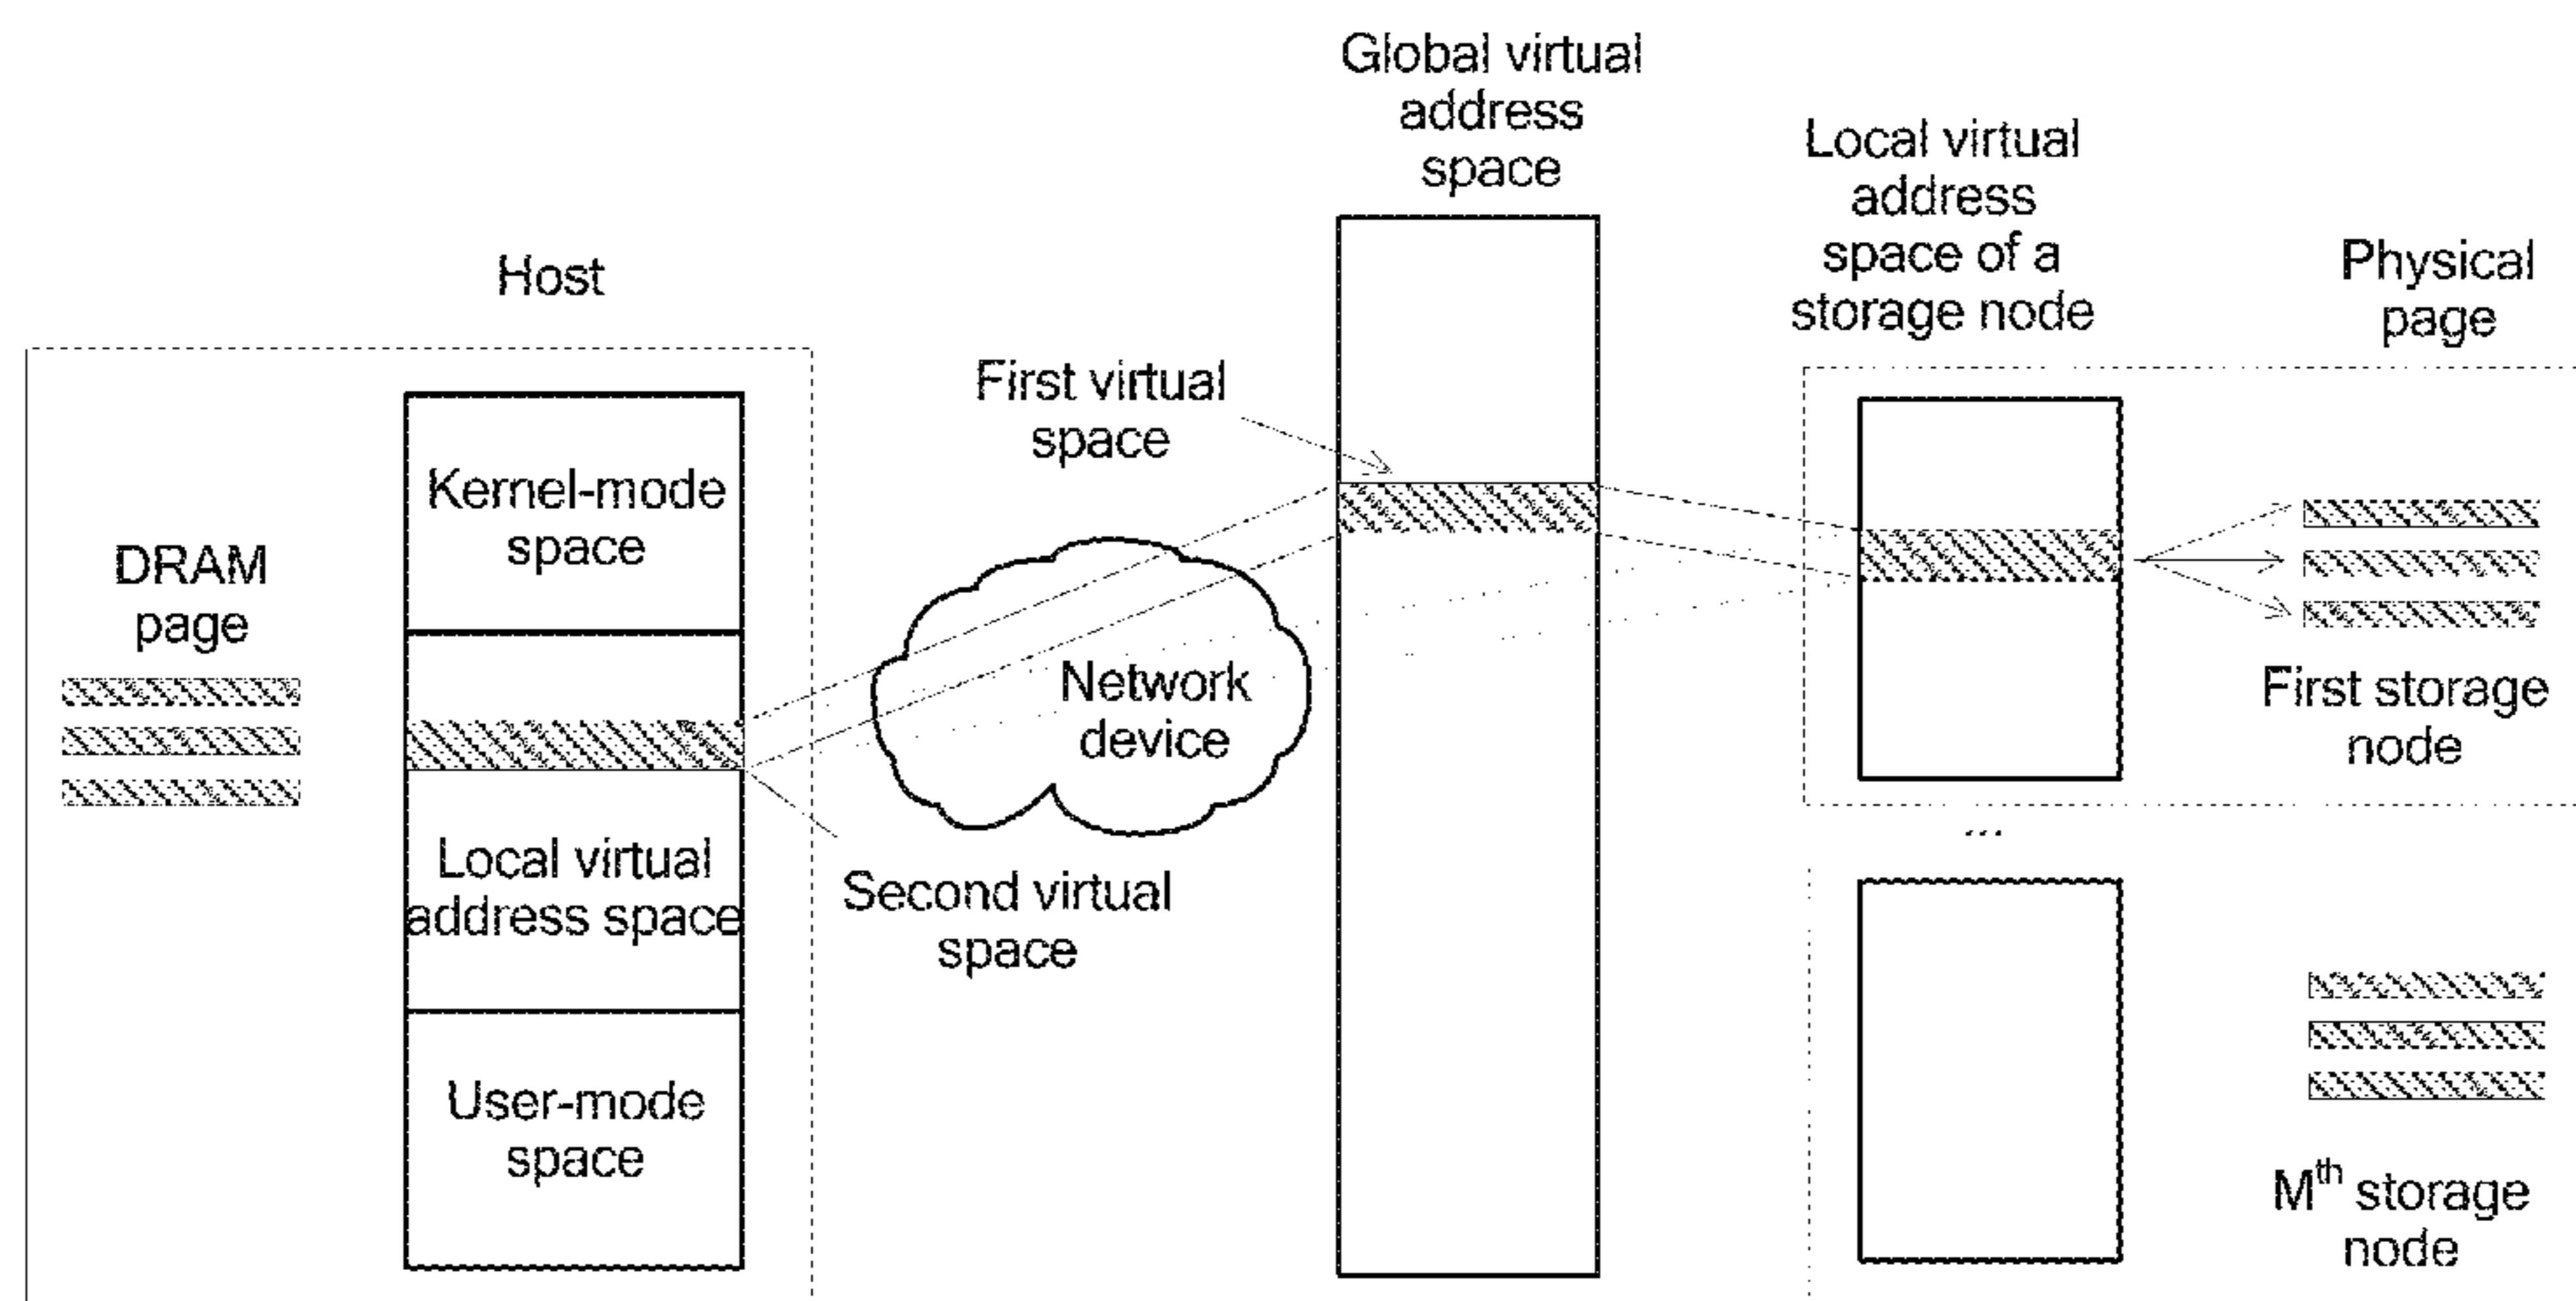 Global virtual
address
space
Local virtual
address
space of a
storage node
Physical
page
Host
First virtual
space
Kernel-mode
space
DRAM
page
Network
device
First storage
node
...
Local virtual
address space
Second virtual
space
User-mode
space
Mth storage
node